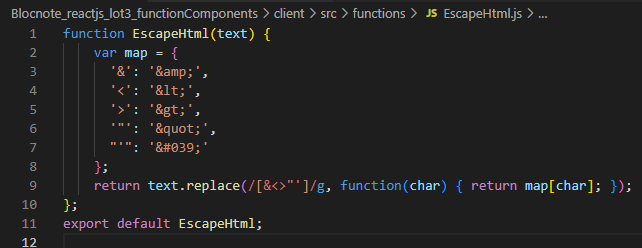 Blocnote_reactjs_lot3_functionComponents > client > src > functions > JS EscapeHtml.js > ...
1 function EscapeHtml(text) {
2     var map = {
3       '&': '&amp;',
4       '<': '&lt;',
5       '>': '&gt;',
6       '"': '&quot;',
7       "'": '&#039;'
8     };
9     return text.replace(/[&<>"']/g, function(char) { return map[char]; });
10 };
11 export default EscapeHtml;
12